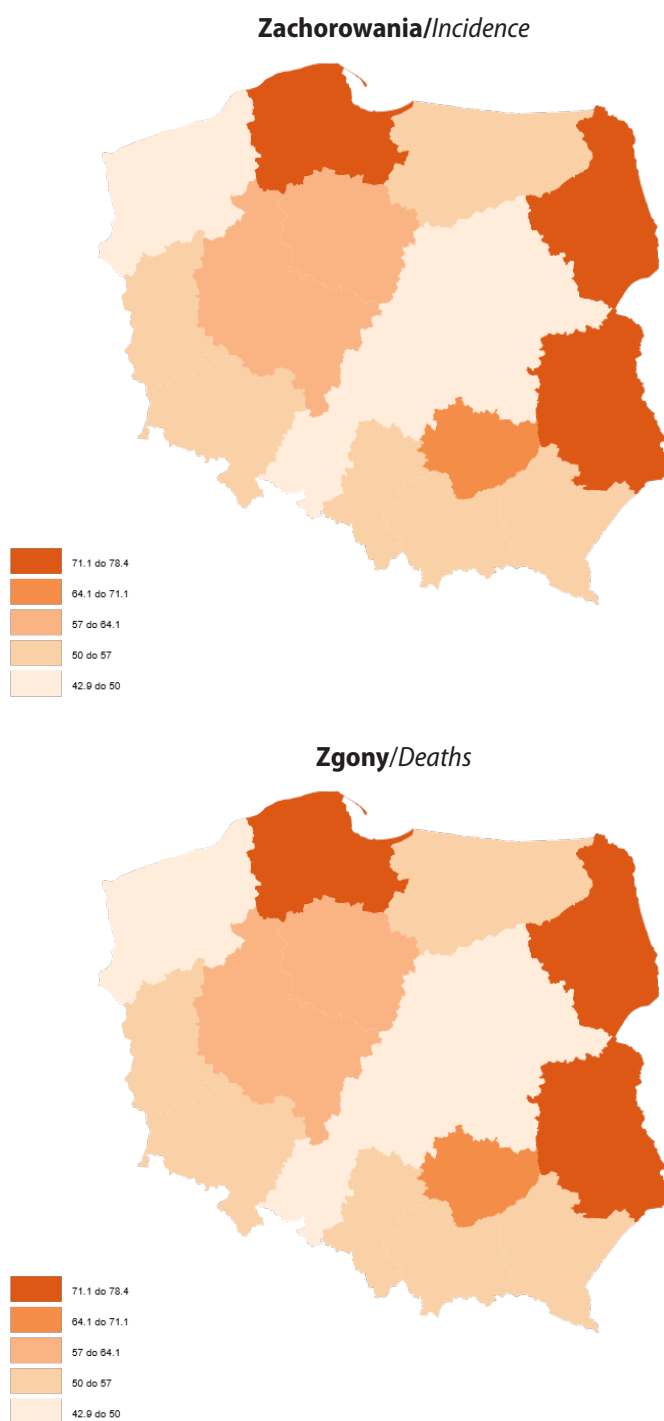 Zachorowania/Incidence
71.1 do 78.4
64.1 do 71.1
57 do 64.1
50 do 57
42.9 do 50
Zgony/Deaths
71.1 do 78.4
64.1 do 71.1
57 do 64.1
50 do 57
42.9 do 50